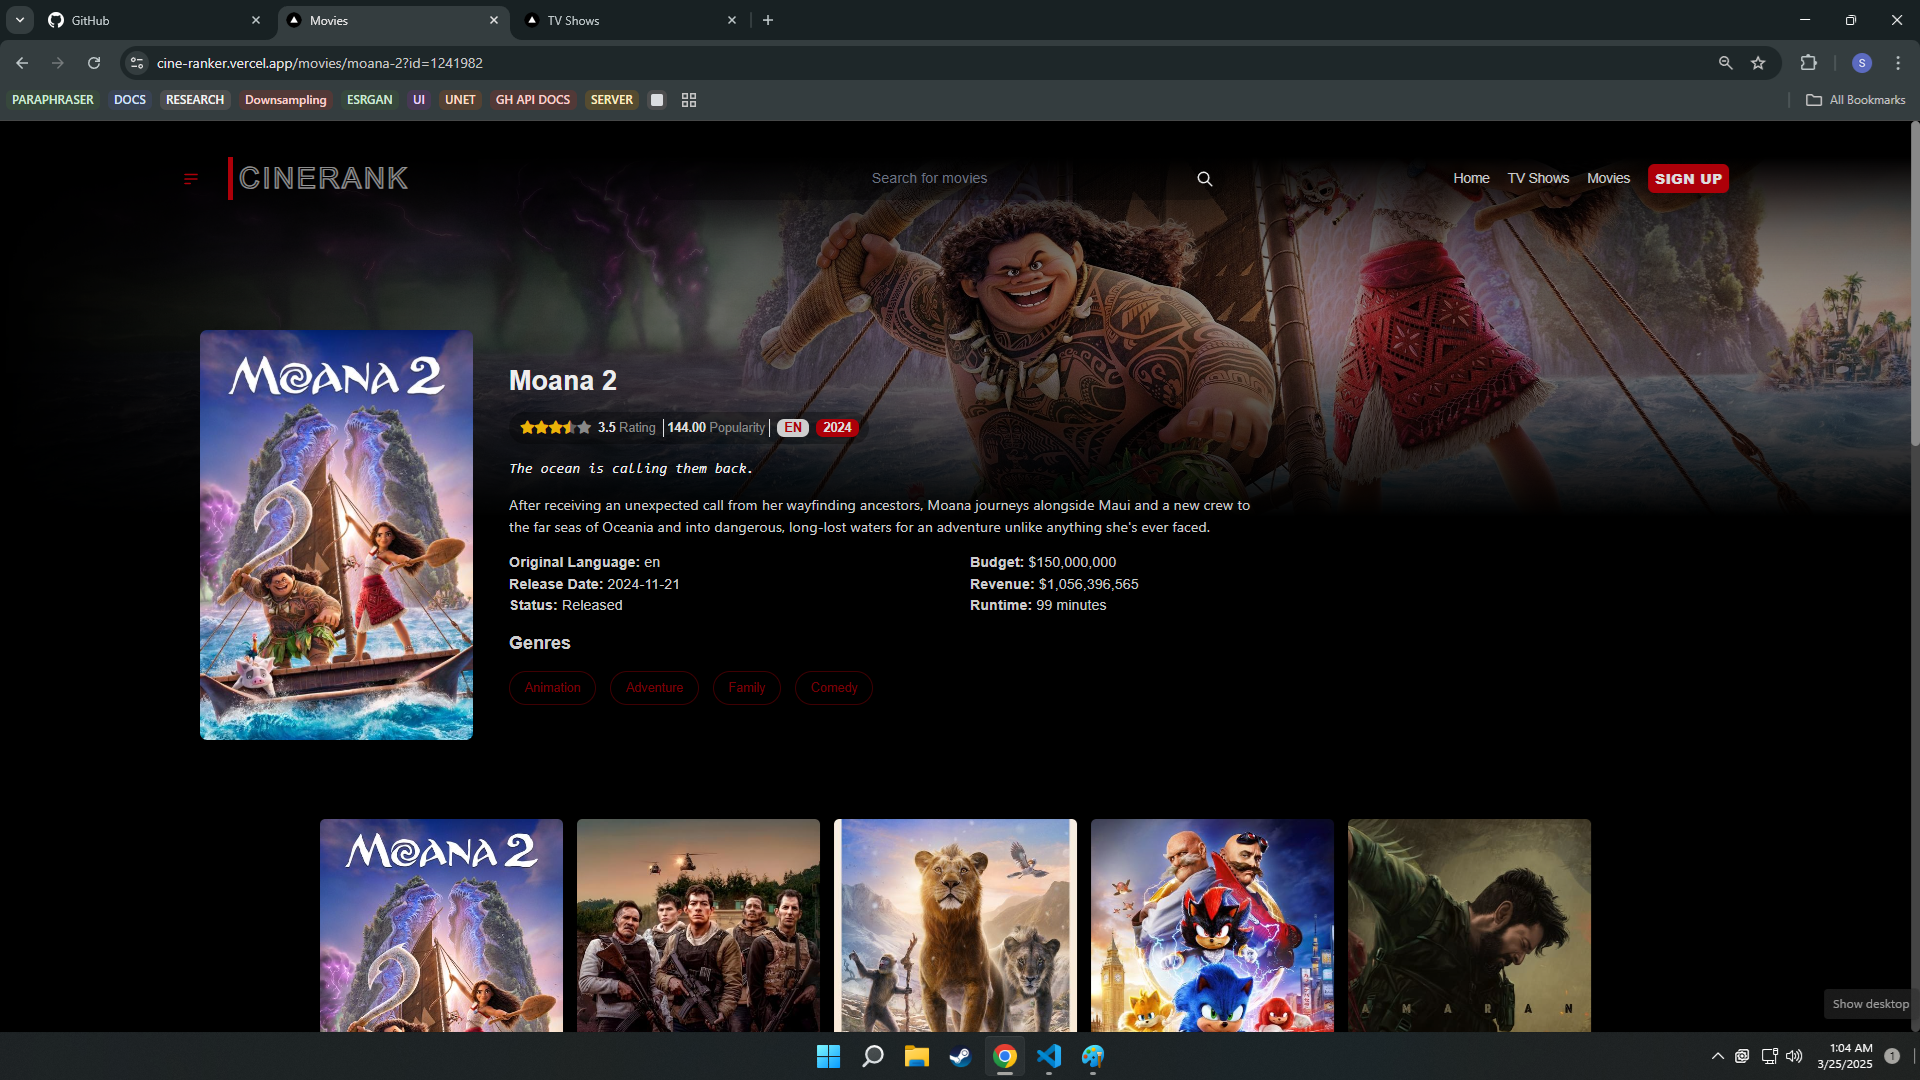 GitHub
Movies
TV Shows
cine-ranker.vercel.app/movies/moana-2?id=1241982
S
PARAPHRASER DOCS RESEARCH Downsampling ESRGAN UI UNET GH API DOCS SERVER
All Bookmarks
CINERANK
Search for movies
Home TV Shows Movies SIGN UP
MOANA 2
Moana 2
3.5 Rating 144.00 Popularity EN 2024
The ocean is calling them back.
After receiving an unexpected call from her wayfinding ancestors, Moana journeys alongside Maui and a new crew to
the far seas of Oceania and into dangerous, long-lost waters for an adventure unlike anything she's ever faced.
Original Language: en
Release Date: 2024-11-21
Status: Released
Budget: $150,000,000
Revenue: $1,056,396,565
Runtime: 99 minutes
Genres
Animation Adventure Family Comedy
MOANA 2
AMARAN
Show desktop
1:04 AM
3/25/2025
1